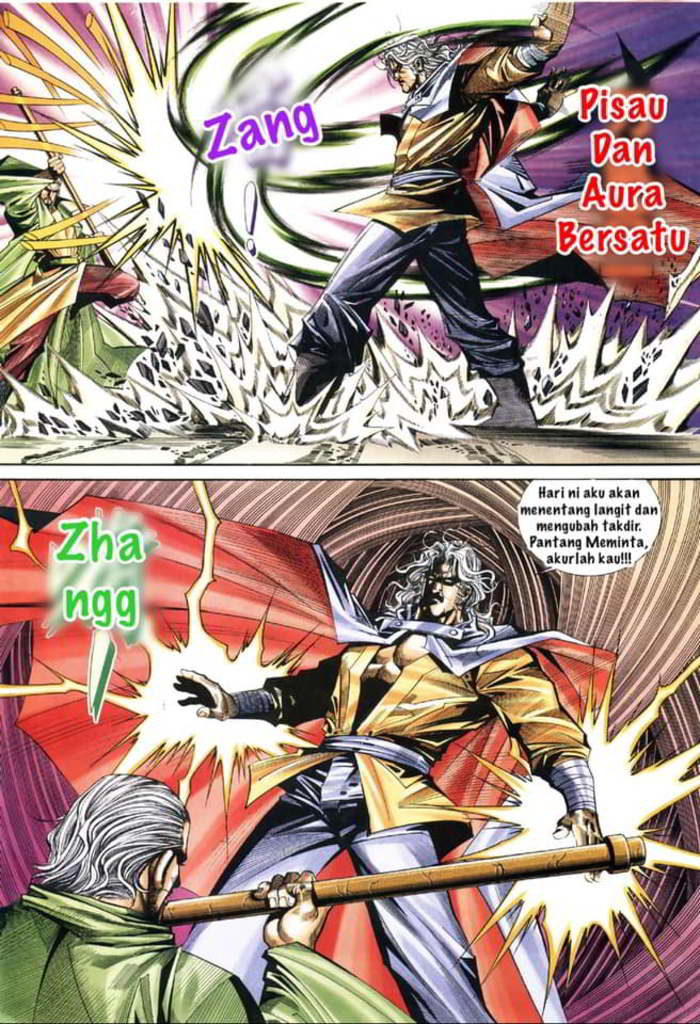 Zang
!
Pisau
Dan
Aura
Bersatu
Zha
ngg
!
Hari ni aku akan
menentang langit dan
mengubah takdir.
Pantang Meminta,
akurlah kau!!!